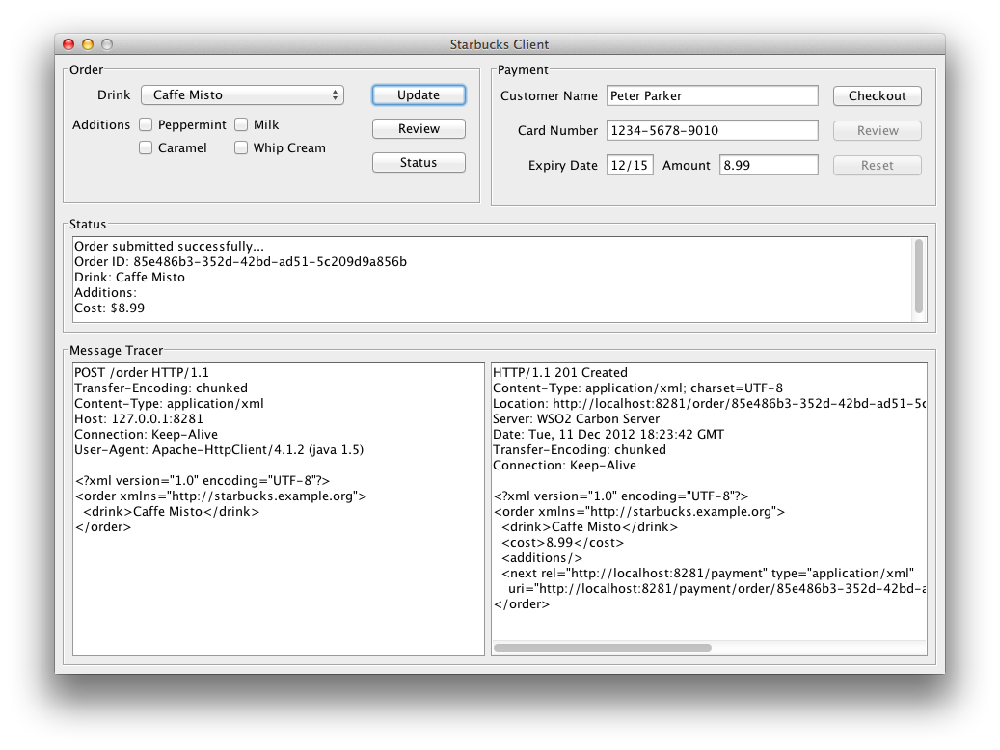 Starbucks Client
Order
Drink Caffe Misto Update
Additions Peppermint Milk Review
Caramel Whip Cream
Status
Payment
Customer Name Peter Parker Checkout
Card Number 1234-5678-9010 Review
Expiry Date 12/15 Amount 8.99 Reset
Status
Order submitted successfully...
Order ID: 85e486b3-352d-42bd-ad51-5c209d9a856b
Drink: Caffe Misto
Additions:
Cost: $8.99
Message Tracer
POST /order HTTP/1.1
Transfer-Encoding: chunked
Content-Type: application/xml
Host: 127.0.0.1:8281
Connection: Keep-Alive
User-Agent: Apache-HttpClient/4.1.2 (java 1.5)
<?xml version="1.0" encoding="UTF-8"?>
<order xmlns="http://starbucks.example.org">
<drink>Caffe Misto</drink>
</order>
HTTP/1.1 201 Created
Content-Type: application/xml; charset=UTF-8
Location: http://localhost:8281/order/85e486b3-352d-42bd-ad51-5c
Server: WSO2 Carbon Server
Date: Tue, 11 Dec 2012 18:23:42 GMT
Transfer-Encoding: chunked
Connection: Keep-Alive
<?xml version="1.0" encoding="UTF-8"?>
<order xmlns="http://starbucks.example.org">
<drink>Caffe Misto</drink>
<cost>8.99</cost>
<additions/>
<next rel="http://localhost:8281/payment" type="application/xml"
uri="http://localhost:8281/payment/order/85e486b3-352d-42bd-a
</order>